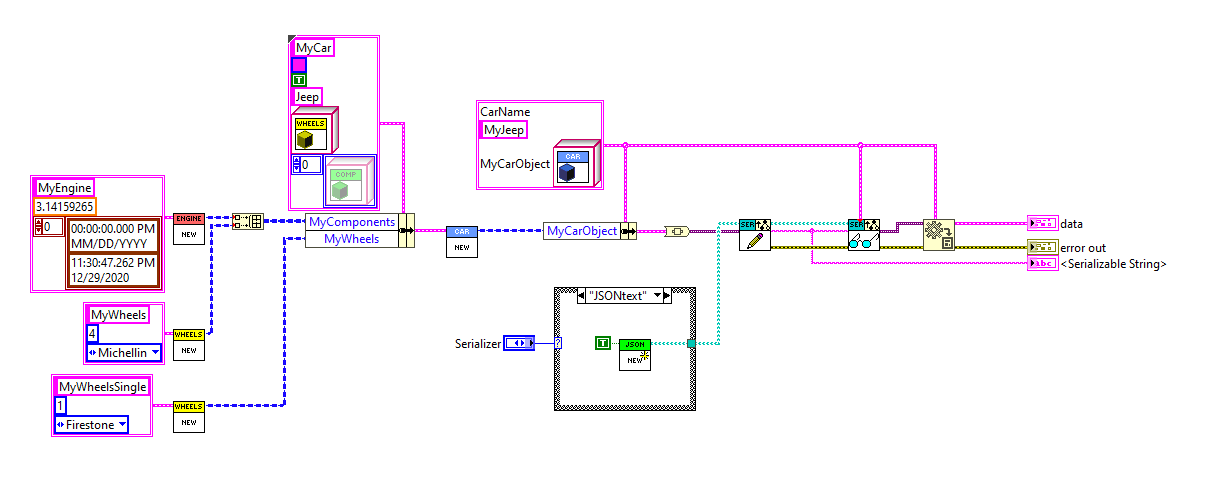 MyCar
T
Jeep
WHEELS
0
COMP
CarName
MyJeep
MyCarObject
CAR
MyEngine
3.14159265
0
00:00:00.000 PM
MM/DD/YYYY
11:30:47.262 PM
12/29/2020
ENGINE
NEW
MyComponents
MyWheels
CAR
NEW
MyCarObject
SER
SER
data
error out
abc
<Serializable String>
MyWheels
4
Michellin
WHEELS
NEW
"JSONtext"
Serializer
?
T
JSON
NEW
MyWheelsSingle
1
Firestone
WHEELS
NEW